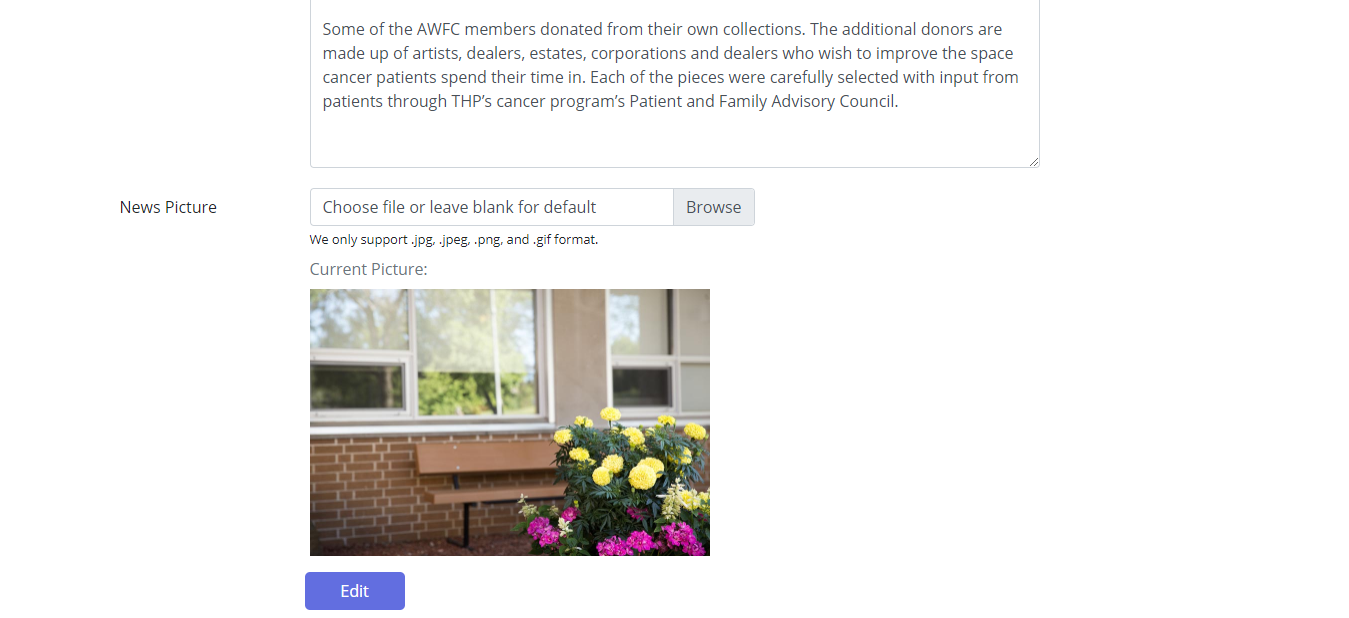 Some of the AWFC members donated from their own collections. The additional donors are
made up of artists, dealers, estates, corporations and dealers who wish to improve the space
cancer patients spend their time in. Each of the pieces were carefully selected with input from
patients through THP’s cancer program’s Patient and Family Advisory Council.
News Picture
Choose file or leave blank for default
Browse
We only support .jpg, .jpeg, .png, and .gif format.
Current Picture:
Edit